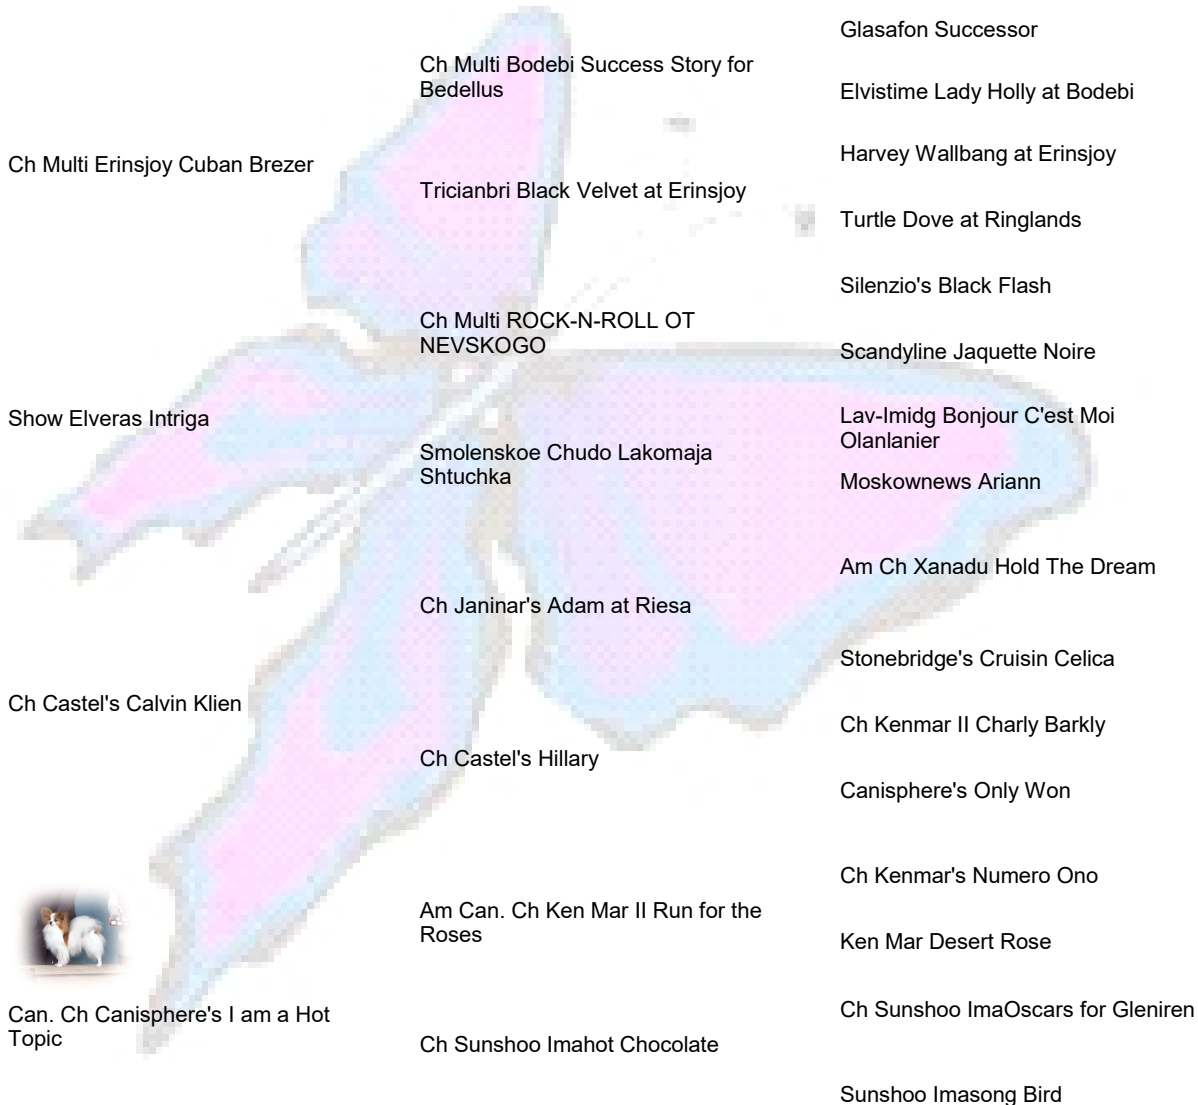 Ch Multi Erinsjoy Cuban Brezer
Show Elveras Intriga
Ch Castel's Calvin Klien
Can. Ch Canisphere's I am a Hot
Topic
Ch Multi Bodebi Success Story for
Bedellus
Tricianbri Black Velvet at Erinsjoy
Ch Multi ROCK-N-ROLL OT
NEVSKOGO
Smolenskoe Chudo Lakomaja
Shtuchka
Ch Janinar's Adam at Riesa
Ch Castel's Hillary
Am Can. Ch Ken Mar II Run for the
Roses
Ch Sunshoo Imahot Chocolate
Glasafon Successor
Elvistime Lady Holly at Bodebi
Harvey Wallbang at Erinsjoy
Turtle Dove at Ringlands
Silenzio's Black Flash
Scandyline Jaquette Noire
Lav-Imidg Bonjour C'est Moi
Olanlanier
Moskownews Ariann
Am Ch Xanadu Hold The Dream
Stonebridge's Cruisin Celica
Ch Kenmar II Charly Barkly
Canisphere's Only Won
Ch Kenmar's Numero Ono
Ken Mar Desert Rose
Ch Sunshoo ImaOscars for Gleniren
Sunshoo Imasong Bird